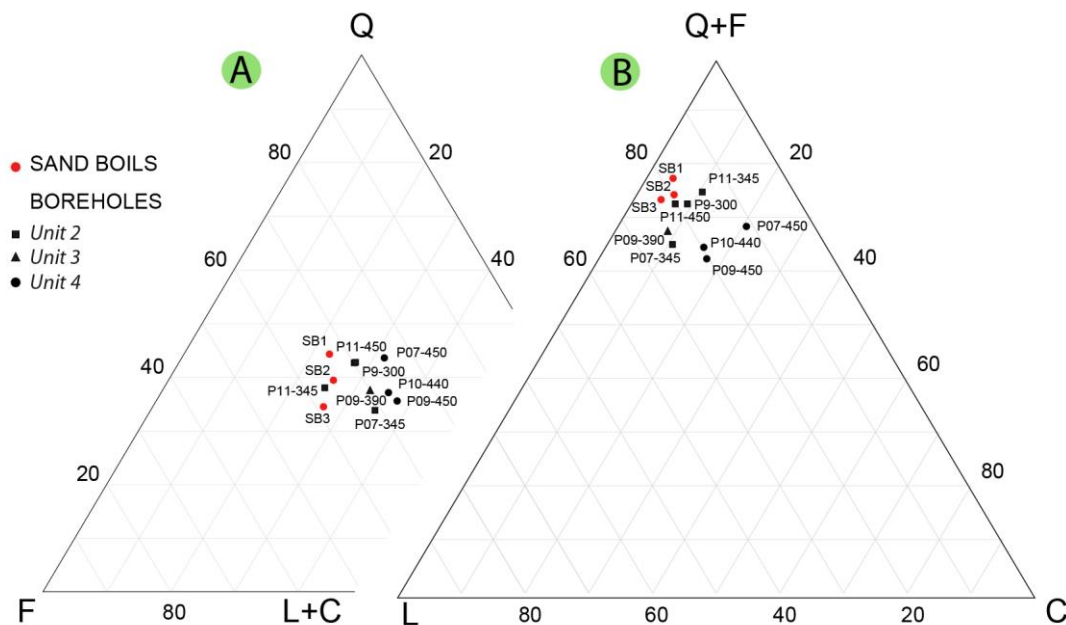 Q
A
80
20
SAND BOILS
BOREHOLES
Unit 2
Unit 3
Unit 4
60
40
SB1
P11-450
P07-450
SB2
P9-300
40
P11-345
P10-440
P09-390
P09-450
SB3
P07-345
20
F
80
L+C
Q+F
B
80
20
SB1
P11-345
SB2
SB3
P9-300
P11-450
P07-450
P09-390
P10-440
60
P07-345
P09-450
40
60
80
L
80
60
40
20
C